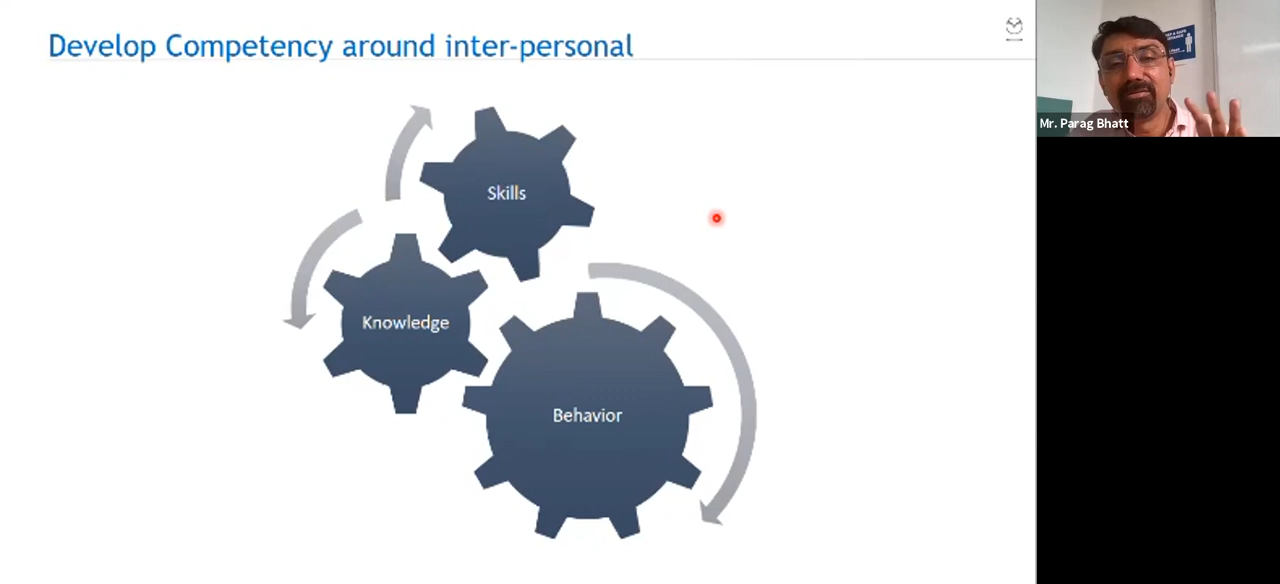 Develop Competency around inter-personal
Skills
Knowledge
Behavior
Mr. Parag Bhatt